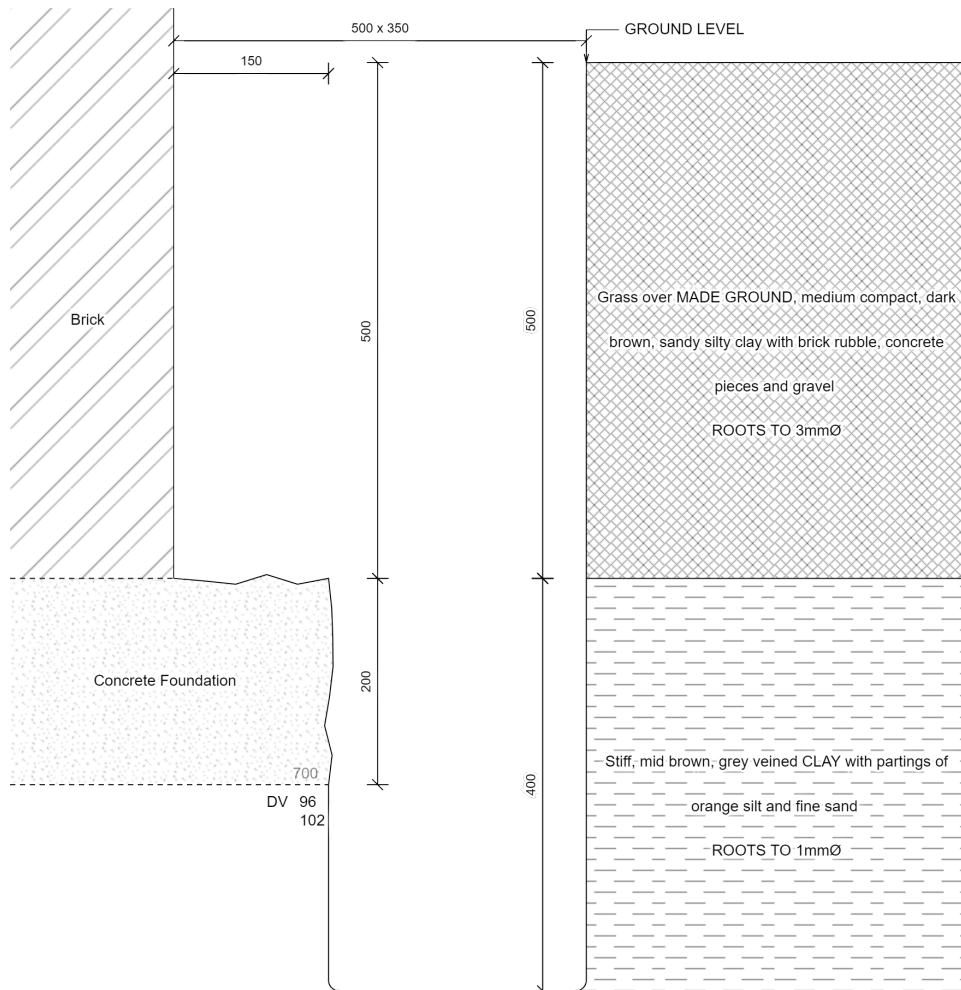 500 x 350
GROUND LEVEL
150
500
500
Brick
Grass over MADE GROUND, medium compact, dark
brown, sandy silty clay with brick rubble, concrete
pieces and gravel
ROOTS TO 3mmØ
Concrete Foundation
200
700
DV 96
102
400
Stiff, mid brown, grey veined CLAY with partings of
orange silt and fine sand
ROOTS TO 1mmØ